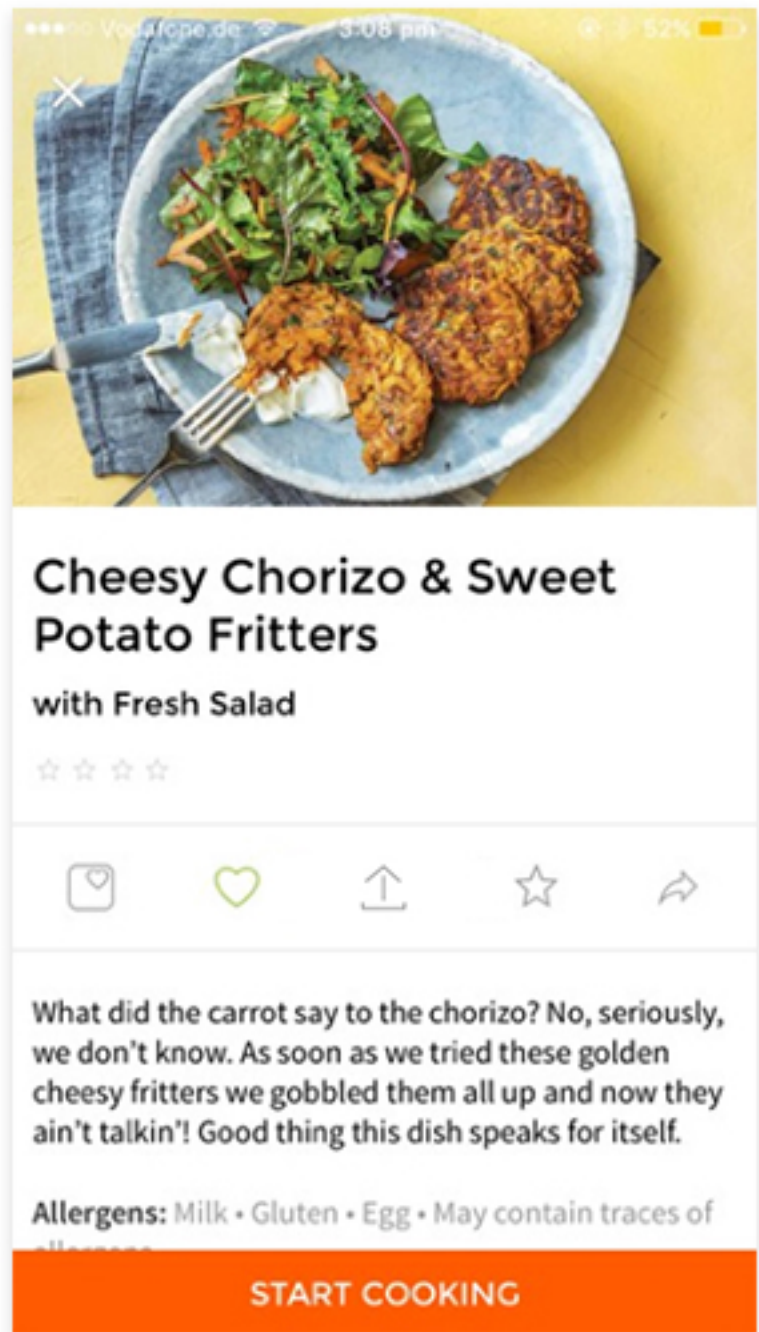 Vodafone.de 3:08 pm 52%
Cheesy Chorizo & Sweet
Potato Fritters
with Fresh Salad
What did the carrot say to the chorizo? No, seriously,
we don't know. As soon as we tried these golden
cheesy fritters we gobbled them all up and now they
ain't talkin'! Good thing this dish speaks for itself.
Allergens: Milk • Gluten • Egg • May contain traces of
START COOKING